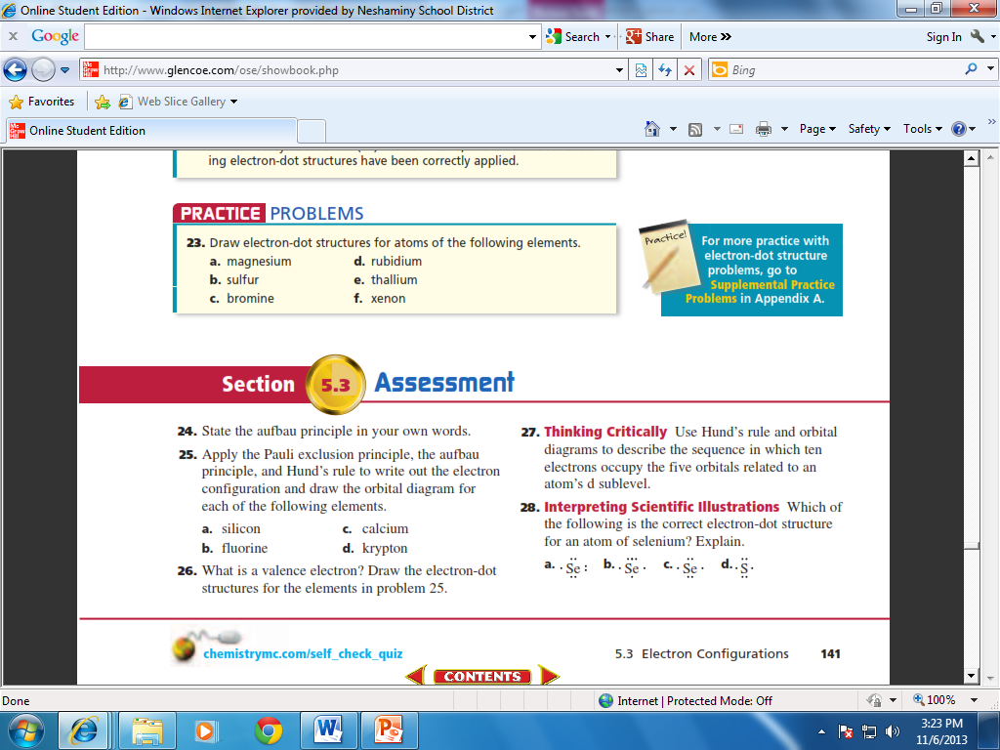 Online Student Edition - Windows Internet Explorer provided by Neshaminy School District
x Google Search Share More » Sign In
http://www.glencoe.com/ose/showbook.php Bing
Favorites Web Slice Gallery
Online Student Edition Page Safety Tools
ing electron-dot structures have been correctly applied.
PRACTICE PROBLEMS
23. Draw electron-dot structures for atoms of the following elements.
a. magnesium d. rubidium
b. sulfur e. thallium
c. bromine f. xenon
Practice!
For more practice with
electron-dot structure
problems, go to
Supplemental Practice
Problems in Appendix A.
Section 5.3 Assessment
24. State the aufbau principle in your own words.
25. Apply the Pauli exclusion principle, the aufbau
principle, and Hund's rule to write out the electron
configuration and draw the orbital diagram for
each of the following elements.
a. silicon c. calcium
b. fluorine d. krypton
26. What is a valence electron? Draw the electron-dot
structures for the elements in problem 25.
27. Thinking Critically Use Hund's rule and orbital
diagrams to describe the sequence in which ten
electrons occupy the five orbitals related to an
atom's d sublevel.
28. Interpreting Scientific Illustrations Which of
the following is the correct electron-dot structure
for an atom of selenium? Explain.
a. Se b. Se c. Se d. S
chemistrymc.com/self_check_quiz
5.3 Electron Configurations 141
CONTENTS
Done Internet | Protected Mode: Off 100%
3:23 PM
11/6/2013